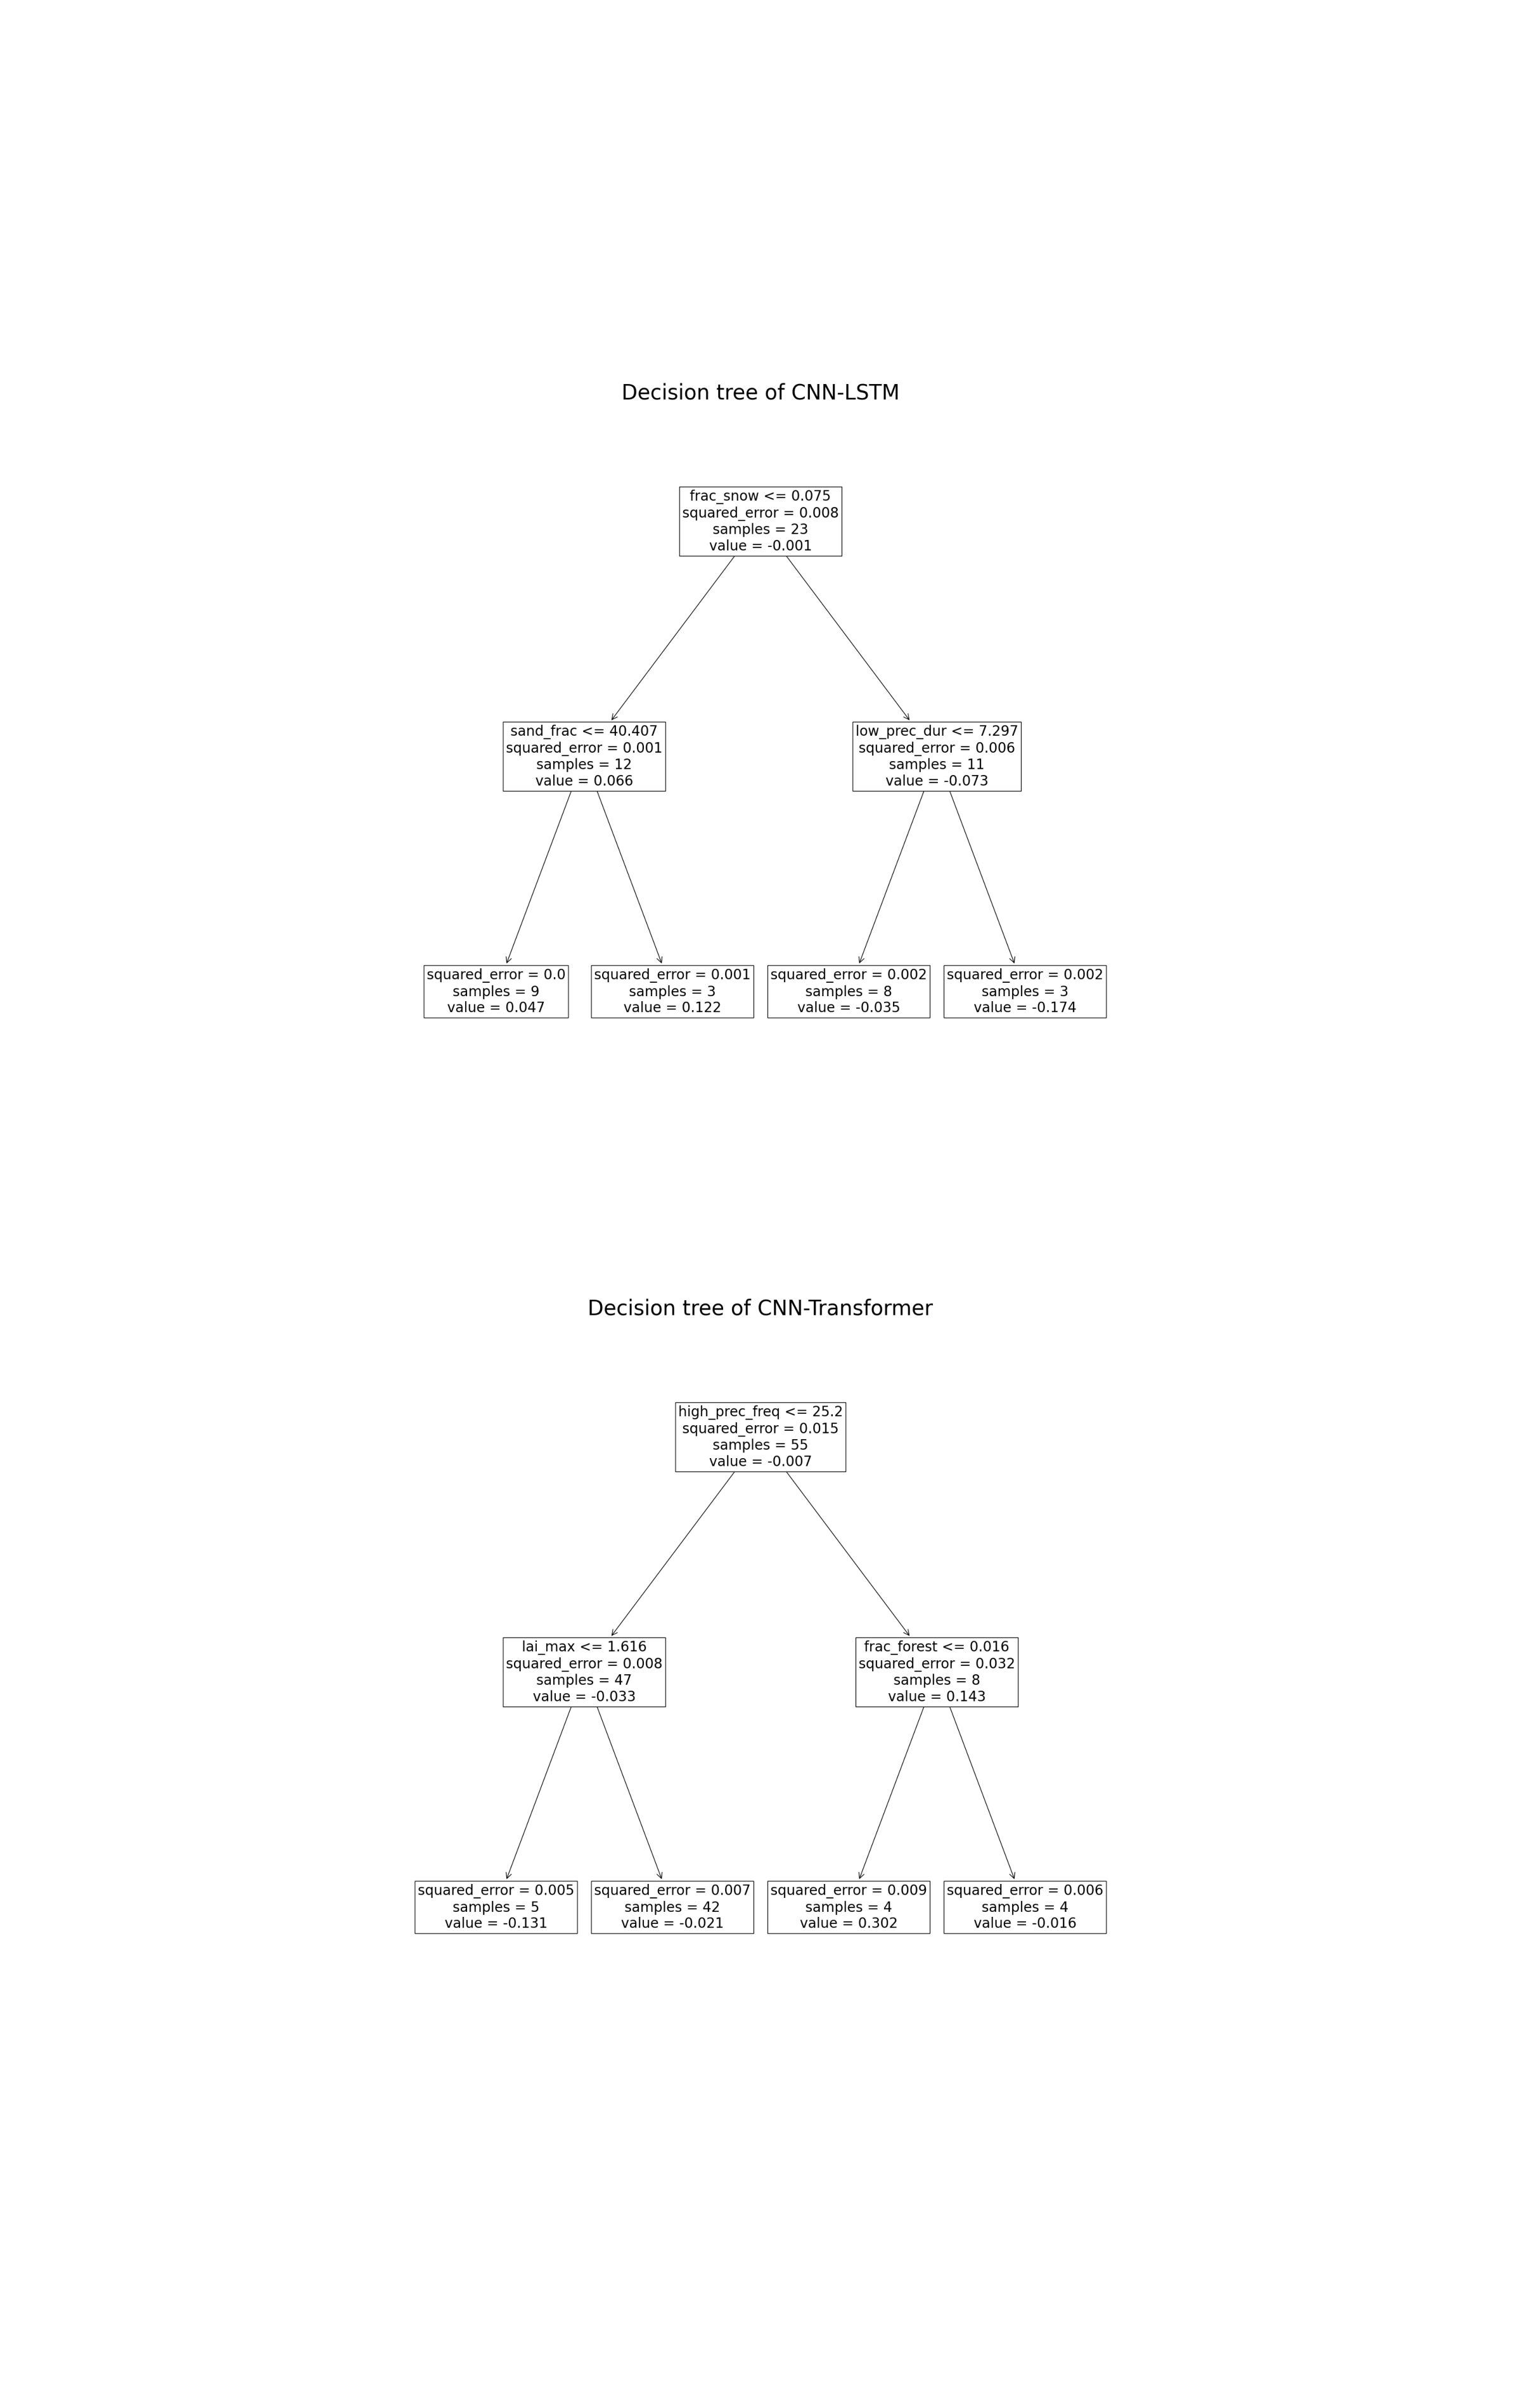 Decision tree of CNN-LSTM
frac_snow <= 0.075
squared_error = 0.008
samples = 23
value = -0.001
sand_frac <= 40.407
squared_error = 0.001
samples = 12
value = 0.066
low_prec_dur <= 7.297
squared_error = 0.006
samples = 11
value = -0.073
squared_error = 0.0
samples = 9
value = 0.047
squared_error = 0.001
samples = 3
value = 0.122
squared_error = 0.002
samples = 8
value = -0.035
squared_error = 0.002
samples = 3
value = -0.174
Decision tree of CNN-Transformer
high_prec_freq <= 25.2
squared_error = 0.015
samples = 55
value = -0.007
lai_max <= 1.616
squared_error = 0.008
samples = 47
value = -0.033
frac_forest <= 0.016
squared_error = 0.032
samples = 8
value = 0.143
squared_error = 0.005
samples = 5
value = -0.131
squared_error = 0.007
samples = 42
value = -0.021
squared_error = 0.009
samples = 4
value = 0.302
squared_error = 0.006
samples = 4
value = -0.016